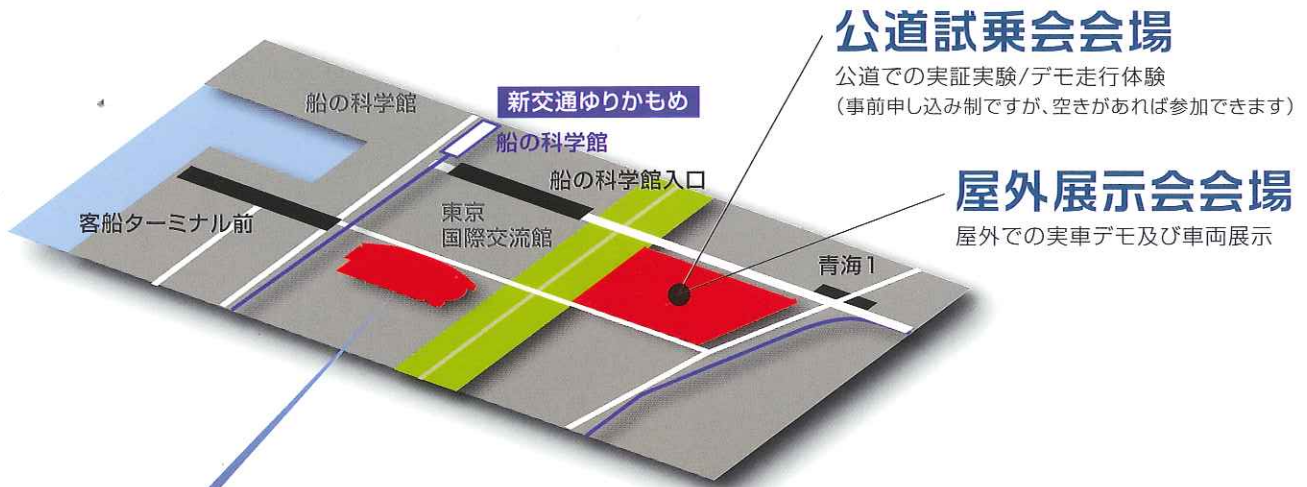 公道試乗会会場
公道での実証実験/デモ走行体験
(事前申し込み制ですが、空きがあれば参加できます)
船の科学館
新交通ゆりかもめ
船の科学館
船の科学館入口
屋外展示会会場
屋外での実車デモ及び車両展示
客船ターミナル前
東京
国際交流館
青海1